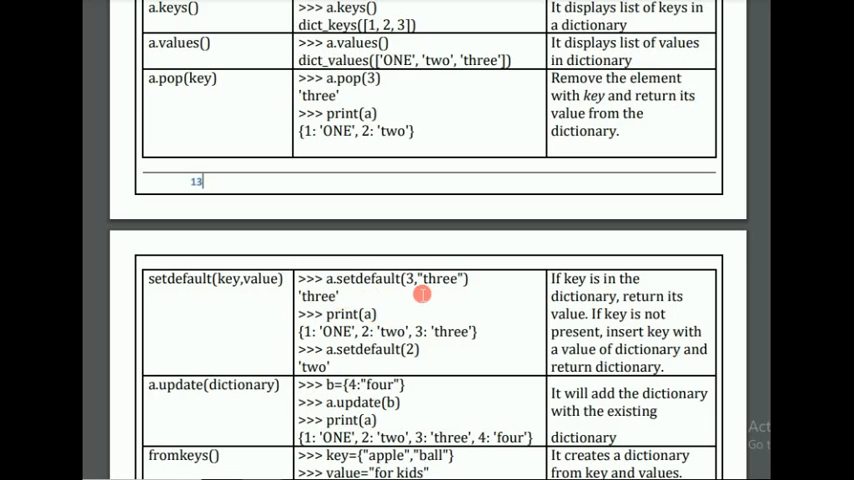 a.keys()
>>> a.keys()
dict_keys([1, 2, 3])
It displays list of keys in
a dictionary
a.values()
>>> a.values()
dict_values(['ONE', 'two', 'three'])
It displays list of values
in dictionary
a.pop(key)
>>> a.pop(3)
'three'
>>> print(a)
{1: 'ONE', 2: 'two'}
Remove the element
with key and return its
value from the
dictionary.
13
setdefault(key,value)
>>> a.setdefault(3,"three")
'three'
>>> print(a)
{1: 'ONE', 2: 'two', 3: 'three'}
>>> a.setdefault(2)
'two'
If key is in the
dictionary, return its
value. If key is not
present, insert key with
a value of dictionary and
return dictionary.
a.update(dictionary)
>>> b={4:"four"}
>>> a.update(b)
>>> print(a)
{1: 'ONE', 2: 'two', 3: 'three', 4: 'four'}
It will add the dictionary
with the existing
dictionary
fromkeys()
>>> key={"apple","ball"}
>>> value="for kids"
It creates a dictionary
from key and values.
Act
Go t